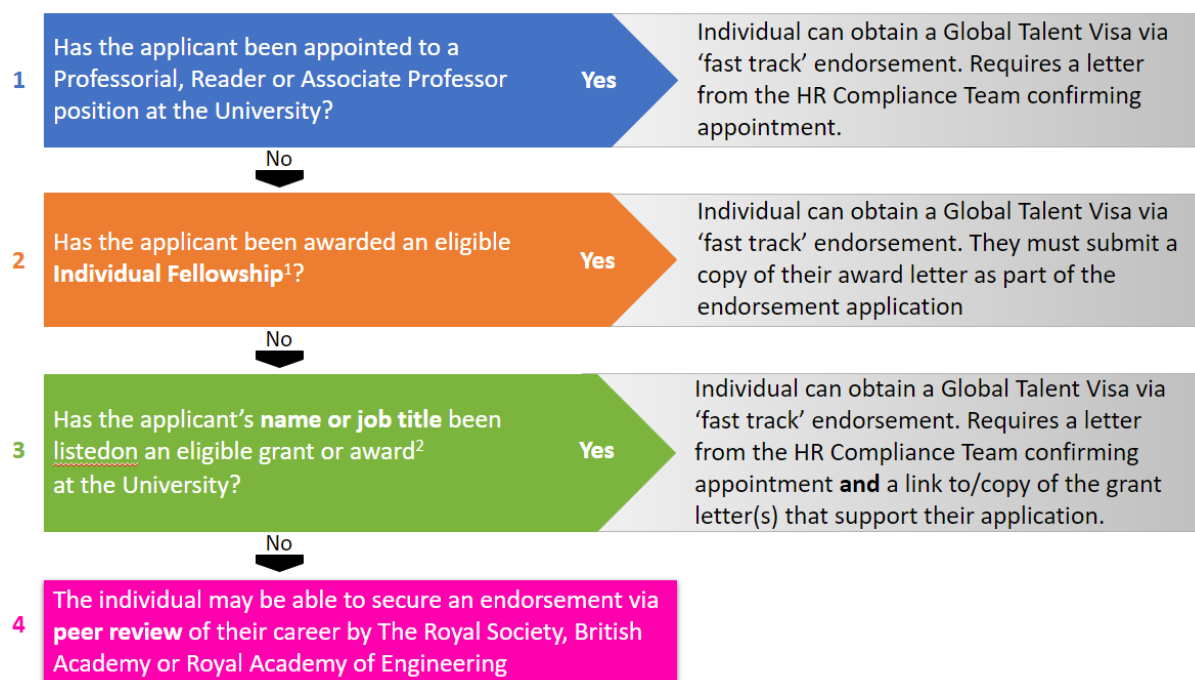 1
Has the applicant been appointed to a
Professorial, Reader or Associate Professor
position at the University?
Yes
Individual can obtain a Global Talent Visa via
‘fast track’ endorsement. Requires a letter
from the HR Compliance Team confirming
appointment.
No
2
Has the applicant been awarded an eligible
Individual Fellowship¹?
Yes
Individual can obtain a Global Talent Visa via
‘fast track’ endorsement. They must submit a
copy of their award letter as part of the
endorsement application
No
3
Has the applicant’s name or job title been
listedon an eligible grant or award²
at the University?
Yes
Individual can obtain a Global Talent Visa via
‘fast track’ endorsement. Requires a letter
from the HR Compliance Team confirming
appointment and a link to/copy of the grant
letter(s) that support their application.
No
4
The individual may be able to secure an endorsement via
peer review of their career by The Royal Society, British
Academy or Royal Academy of Engineering